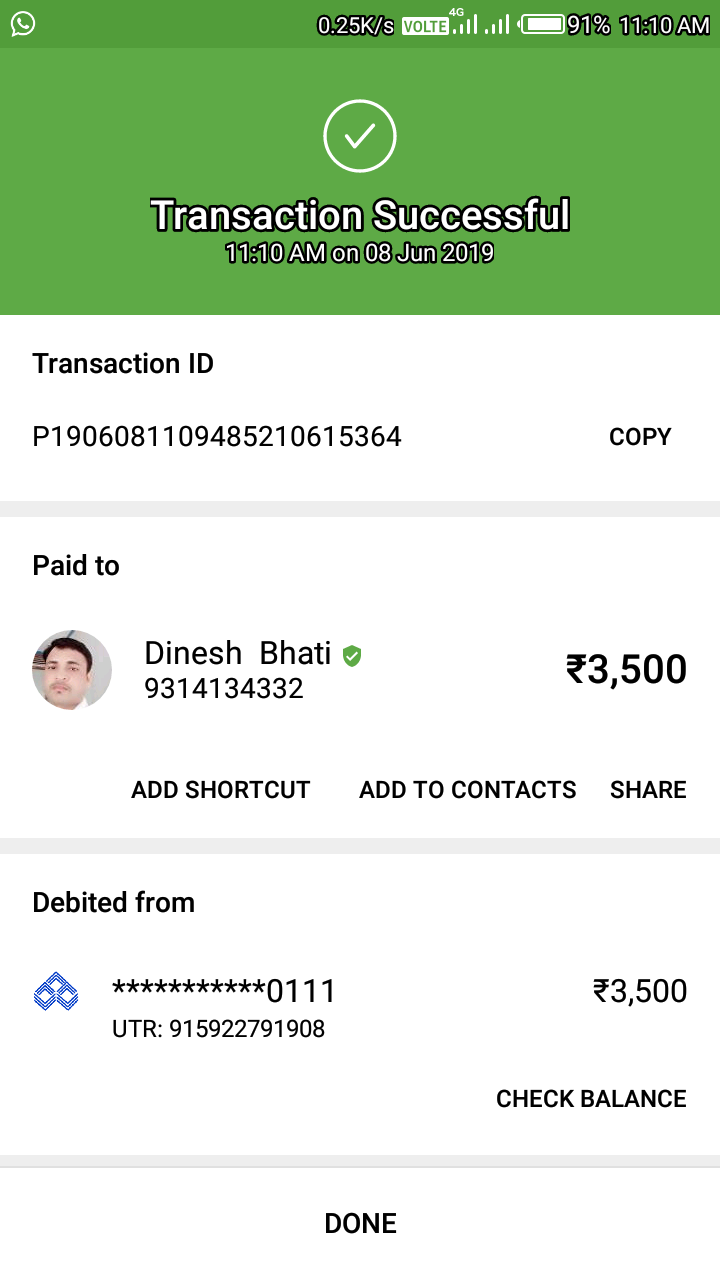 0.25K/s VOLTE 4G 91% 11:10 AM
Transaction Successful
11:10 AM on 08 Jun 2019
Transaction ID
P1906081109485210615364 COPY
Paid to
Dinesh Bhati
₹3,500
9314134332
ADD SHORTCUT ADD TO CONTACTS SHARE
Debited from
***********0111 ₹3,500
UTR: 915922791908
CHECK BALANCE
DONE